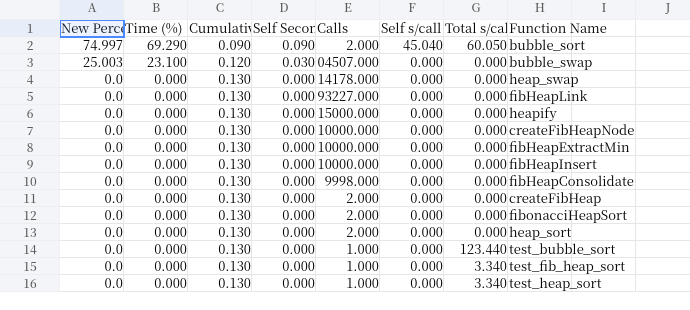 A B C D E F G H I J
1 New Perc Time (%) Cumulativ Self Secor Calls Self s/call Total s/cal Function Name
2 74.997 69.290 0.090 0.090 2.000 45.040 60.050 bubble_sort
3 25.003 23.100 0.120 0.030 04507.000 0.000 0.000 bubble_swap
4 0.0 0.000 0.130 0.000 14178.000 0.000 0.000 heap_swap
5 0.0 0.000 0.130 0.000 93227.000 0.000 0.000 fibHeapLink
6 0.0 0.000 0.130 0.000 15000.000 0.000 0.000 heapify
7 0.0 0.000 0.130 0.000 10000.000 0.000 0.000 createFibHeapNode
8 0.0 0.000 0.130 0.000 10000.000 0.000 0.000 fibHeapExtractMin
9 0.0 0.000 0.130 0.000 10000.000 0.000 0.000 fibHeapInsert
10 0.0 0.000 0.130 0.000 9998.000 0.000 0.000 fibHeapConsolidate
11 0.0 0.000 0.130 0.000 2.000 0.000 0.000 createFibHeap
12 0.0 0.000 0.130 0.000 2.000 0.000 0.000 fibonacciHeapSort
13 0.0 0.000 0.130 0.000 2.000 0.000 0.000 heap_sort
14 0.0 0.000 0.130 0.000 1.000 0.000 123.440 test_bubble_sort
15 0.0 0.000 0.130 0.000 1.000 0.000 3.340 test_fib_heap_sort
16 0.0 0.000 0.130 0.000 1.000 0.000 3.340 test_heap_sort